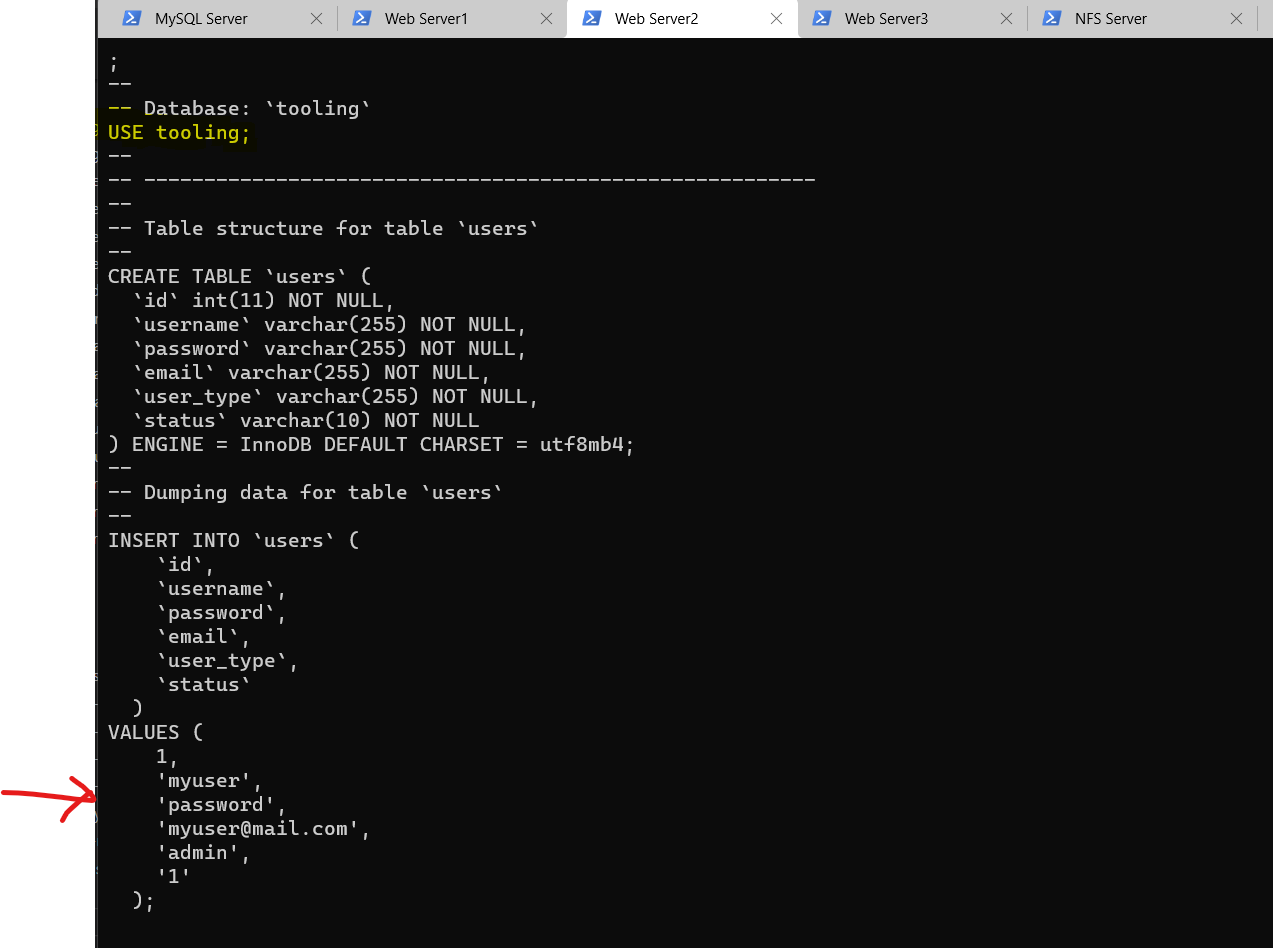 MySQL Server
Web Server1
Web Server2
Web Server3
NFS Server
;
--
-- Database: `tooling`
USE tooling;
--
-- --------------------------------------------------------
--
-- Table structure for table `users`
--
CREATE TABLE `users` (
  `id` int(11) NOT NULL,
  `username` varchar(255) NOT NULL,
  `password` varchar(255) NOT NULL,
  `email` varchar(255) NOT NULL,
  `user_type` varchar(255) NOT NULL,
  `status` varchar(10) NOT NULL
) ENGINE = InnoDB DEFAULT CHARSET = utf8mb4;
--
-- Dumping data for table `users`
--
INSERT INTO `users` (
    `id`,
    `username`,
    `password`,
    `email`,
    `user_type`,
    `status`
  )
VALUES (
    1,
    'myuser',
    'password',
    'myuser@mail.com',
    'admin',
    '1'
  );